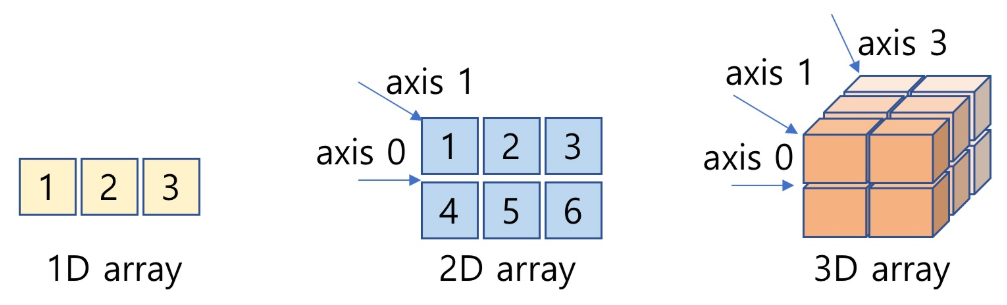 1 2 3
1D array
axis 1
axis 0
1 2 3
4 5 6
2D array
axis 3
axis 1
axis 0
3D array